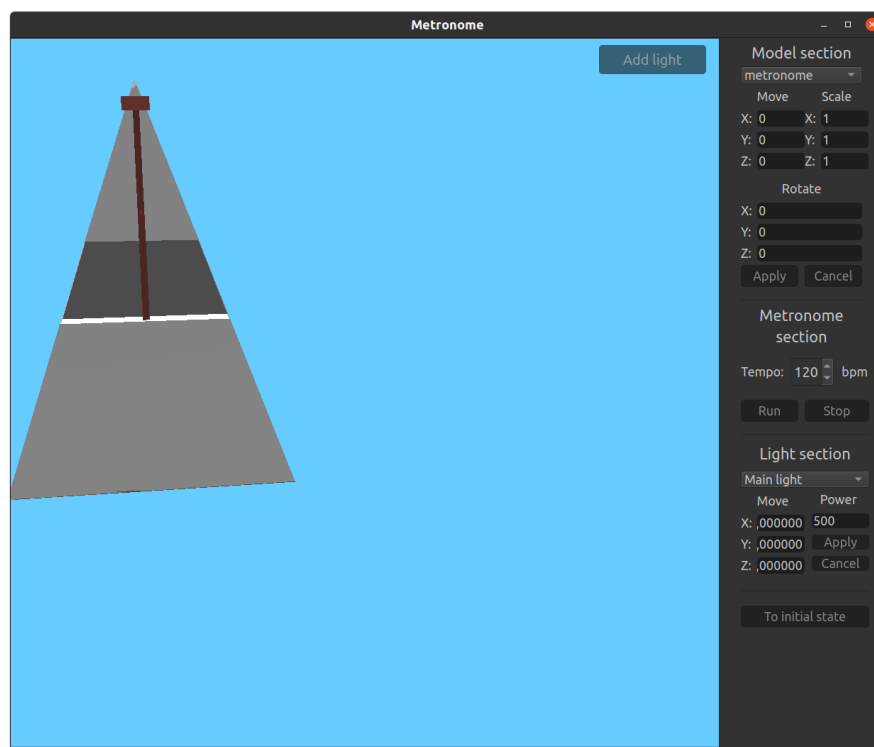 Metronome
Add light
Model section
metronome
Move Scale
X: 0 X: 1
Y: 0 Y: 1
Z: 0 Z: 1
Rotate
X: 0
Y: 0
Z: 0
Apply Cancel
Metronome
section
Tempo: 120 bpm
Run Stop
Light section
Main light
Move Power
X: ,000000 500
Y: ,000000 Apply
Z: ,000000 Cancel
To initial state